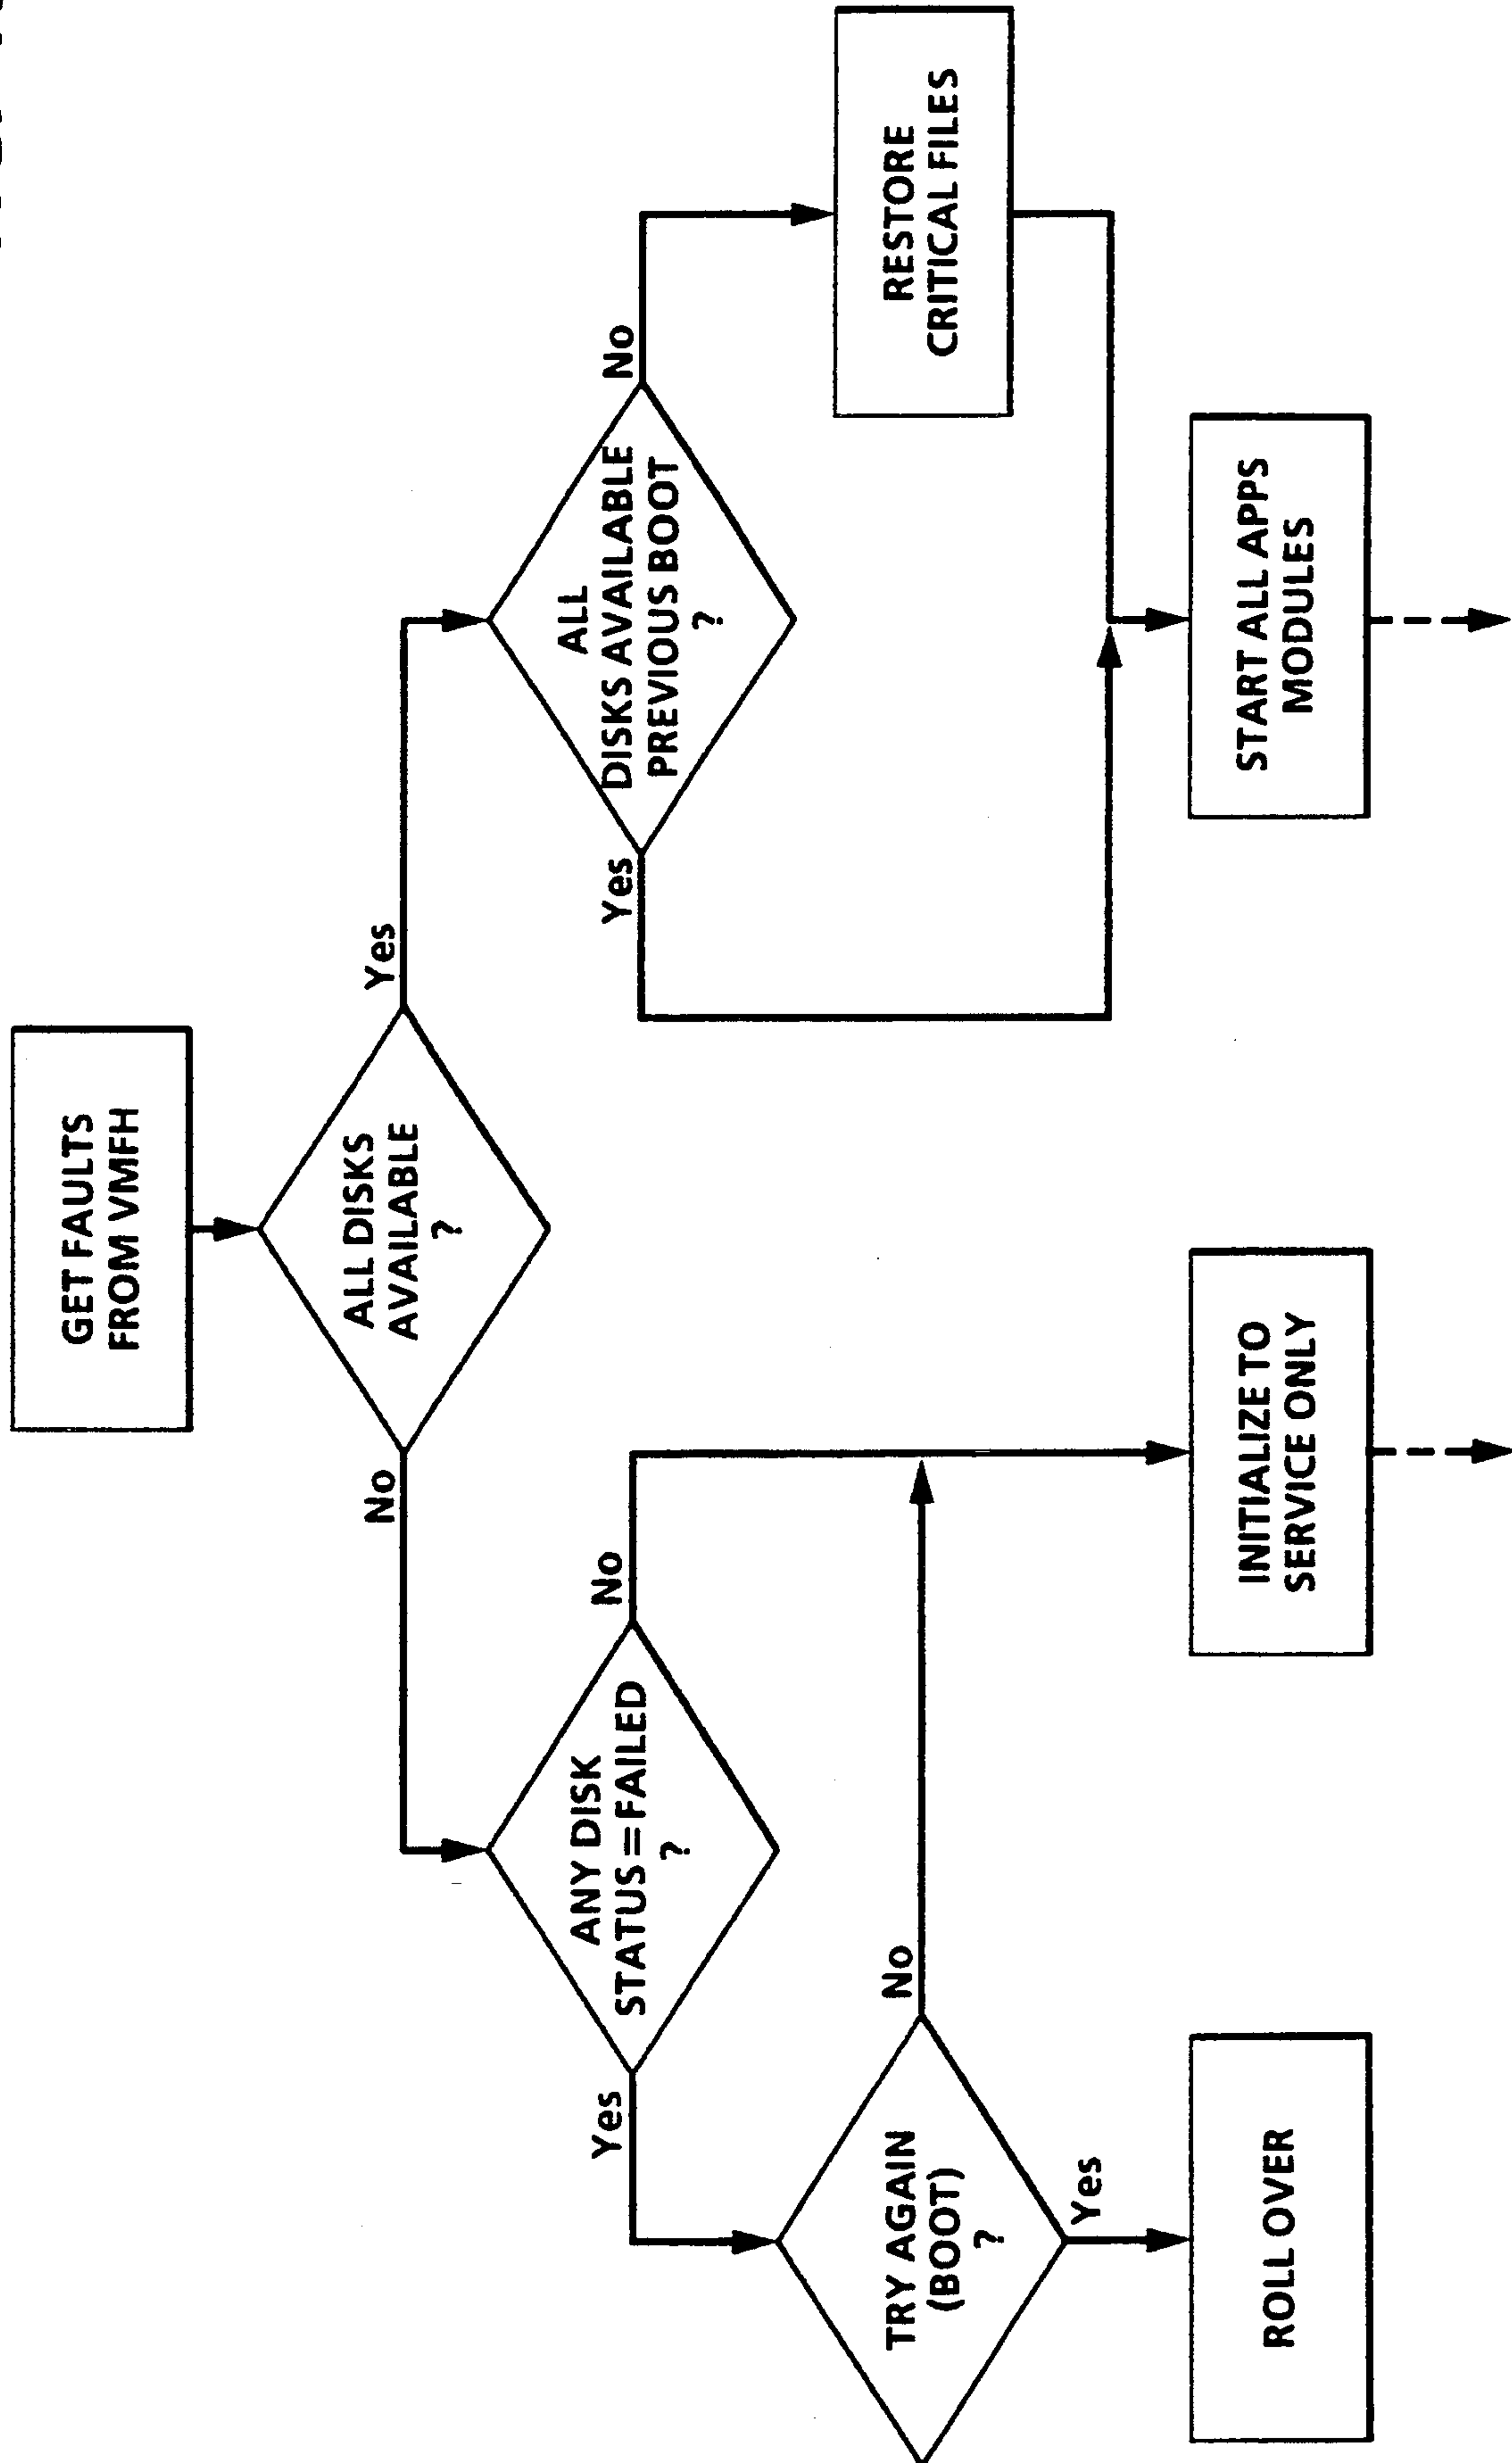 GET FAULTS
FROM VMFH
ALL DISKS
AVAILABLE
?
No
Yes
ANY DISK
STATUS=FAILED
?
Yes
No
ALL
DISKS AVAILABLE
PREVIOUS BOOT
?
Yes
No
TRY AGAIN
(BOOT)
?
No
Yes
RESTORE
CRITICAL FILES
ROLL OVER
INITIALIZE TO
SERVICE ONLY
START ALL APPS
MODULES